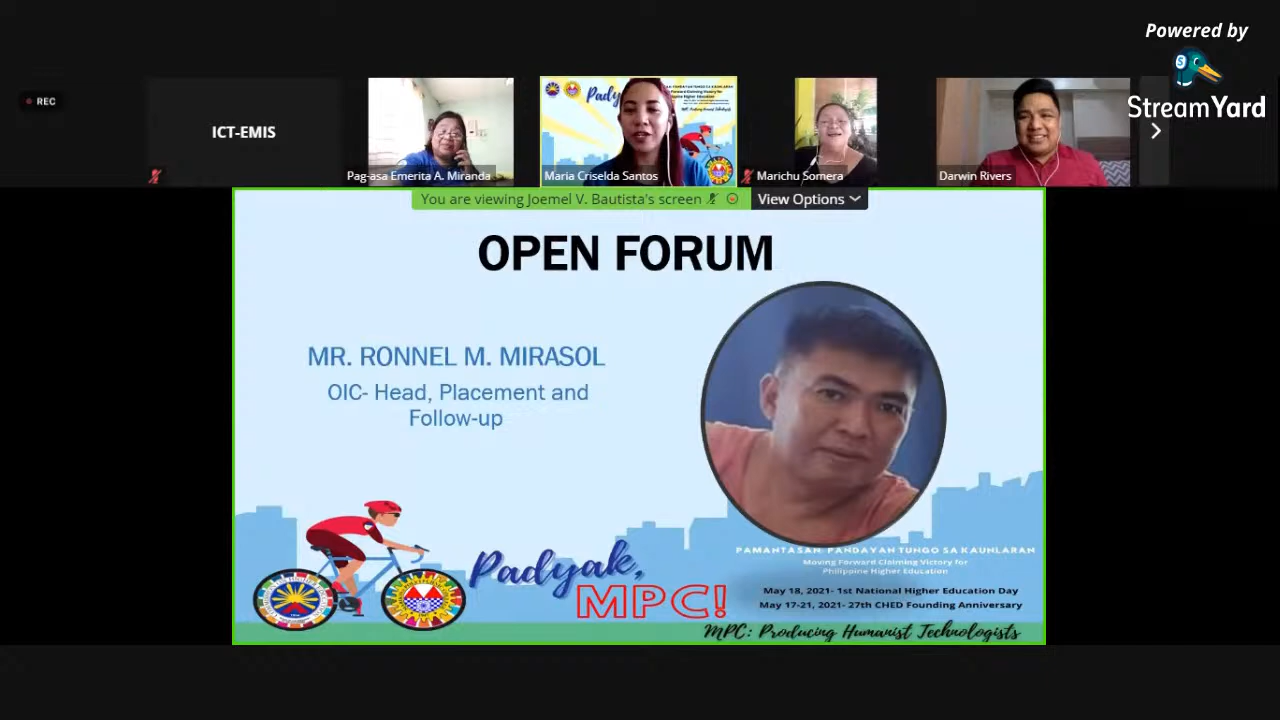 Powered by
StreamYard
REC
ICT-EMIS
Pag-asa Emerita A. Miranda
Maria Criselda Santos
Marichu Somera
Darwin Rivers
You are viewing Joemel V. Bautista's screen
View Options
OPEN FORUM
MR. RONNEL M. MIRASOL
OIC- Head, Placement and
Follow-up
Padyak,
MPC!
PAMANTASAN: PANDAYAN TUNGO SA KAUNLARAN
Moving Forward Claiming Victory for
Philippine Higher Education
May 18, 2021- 1st National Higher Education Day
May 17-21, 2021- 27th CHED Founding Anniversary
MPC: Producing Humanist Technologists